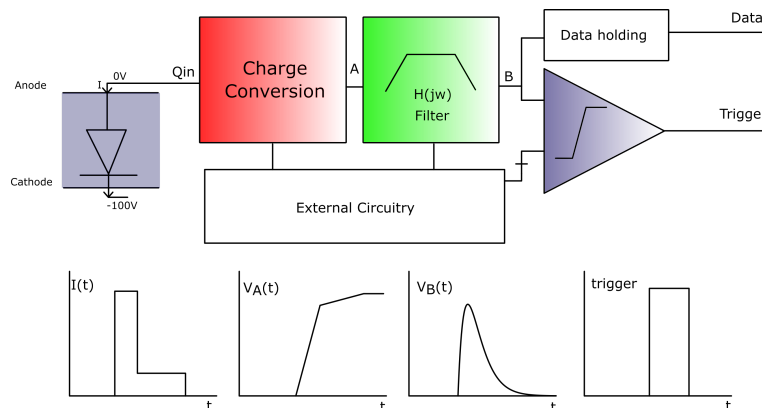 Data
Data holding
0V
Qin
I
Charge
Conversion
A
B
Anode
H(jw)
Filter
Trigge
Cathode
-100V
External Circuitry
I(t)
VA(t)
VB(t)
trigger
t
t
t
t